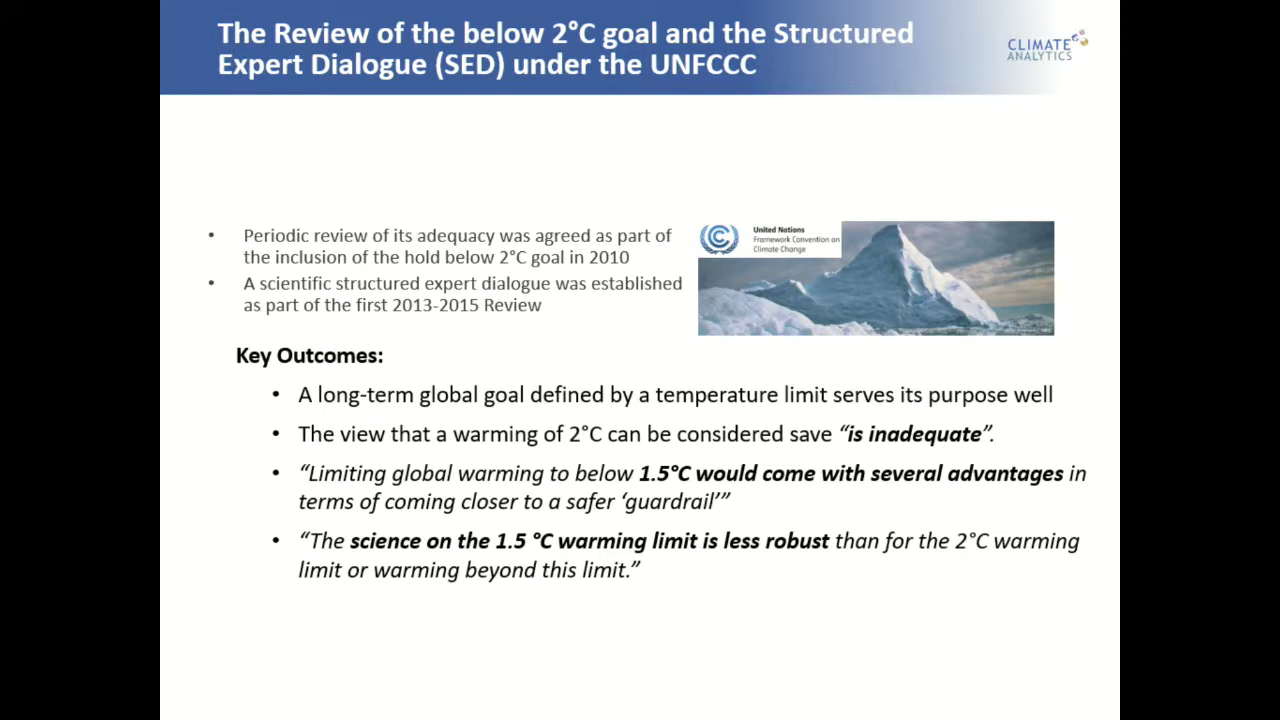 The Review of the below 2°C goal and the Structured
Expert Dialogue (SED) under the UNFCCC
CLIMATE
ANALYTICS
• Periodic review of its adequacy was agreed as part of
the inclusion of the hold below 2°C goal in 2010
• A scientific structured expert dialogue was established
as part of the first 2013-2015 Review
United Nations
Framework Convention on
Climate Change
Key Outcomes:
• A long-term global goal defined by a temperature limit serves its purpose well
• The view that a warming of 2°C can be considered save “is inadequate”.
• “Limiting global warming to below 1.5°C would come with several advantages in
terms of coming closer to a safer ‘guardrail’”
• “The science on the 1.5 °C warming limit is less robust than for the 2°C warming
limit or warming beyond this limit.”